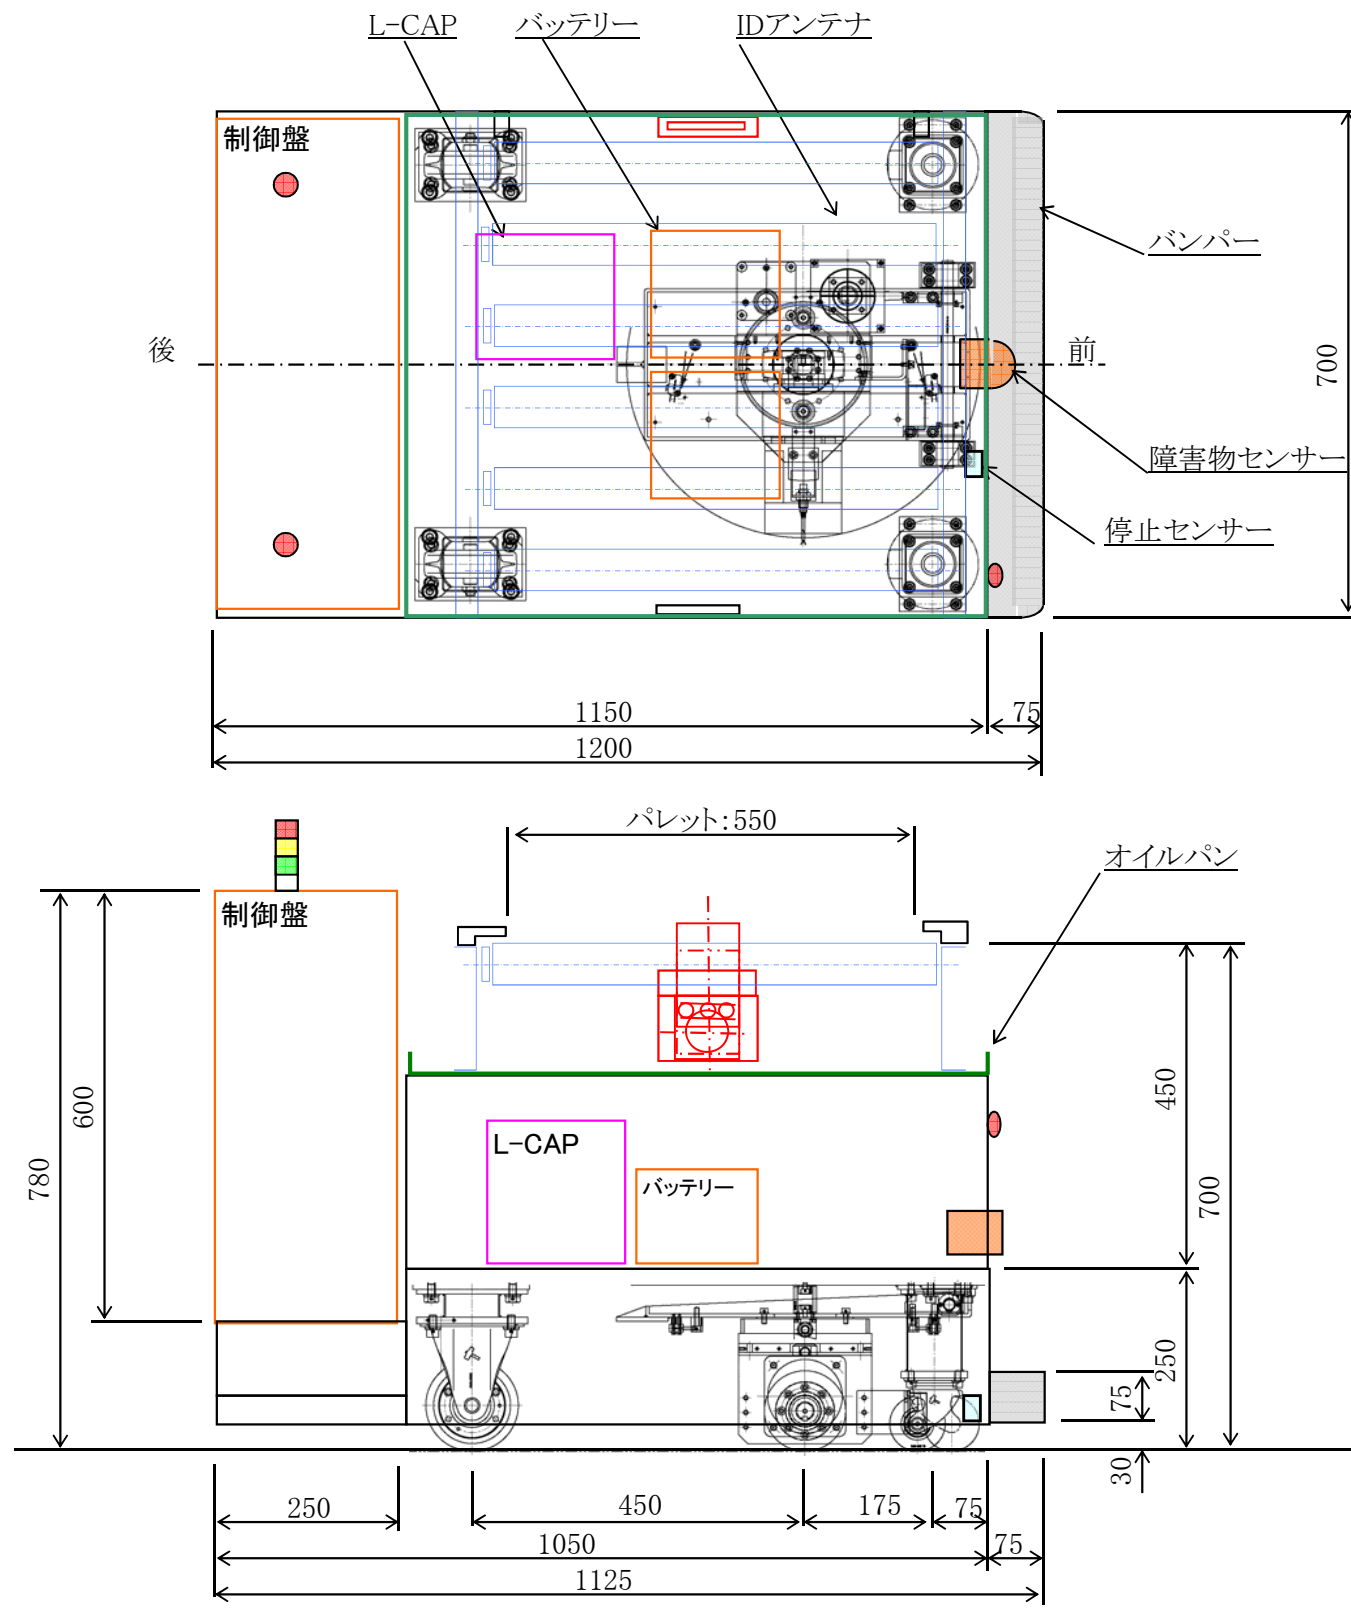 L-CAP
バッテリー
IDアンテナ
制御盤
バンパー
後
前
700
障害物センサー
停止センサー
1150
75
1200
パレット:550
オイルパン
制御盤
600
780
450
700
L-CAP
バッテリー
250
75
30
250
450
175
75
1050
75
1125